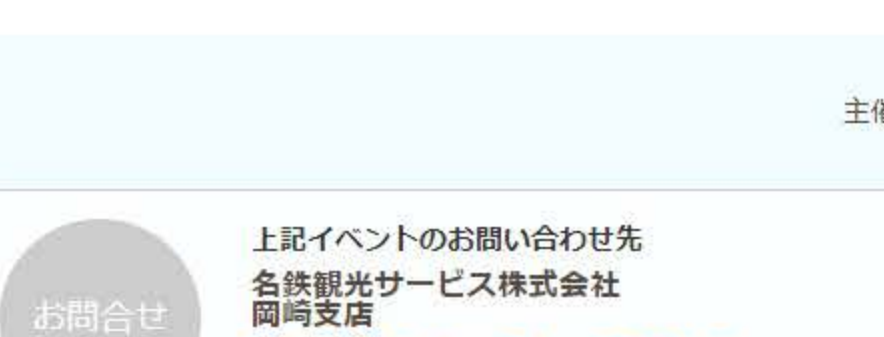 主催
上記イベントのお問い合わせ先
名鉄観光サービス株式会社
岡崎支店
お問合せ